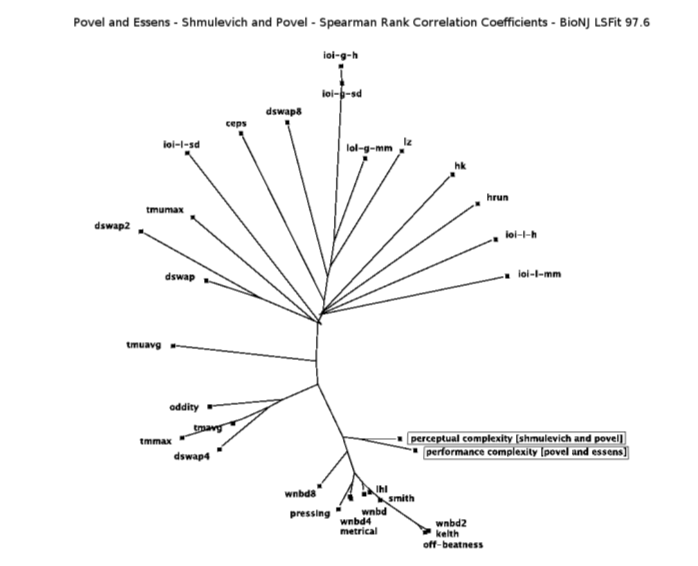 Povel and Essens - Shmulevich and Povel - Spearman Rank Correlation Coefficients - BioNJ LSFit 97.6
ioi-g-h
ioi-g-sd
dswap8
ceps
ioi-l-sd
ioi-g-mm
lz
hk
hrun
tmumax
dswap2
ioi-l-h
dswap
ioi-l-mm
tmuavg
oddity
tmavg
tmmax
dswap4
perceptual complexity [shmulevich and povel]
performance complexity [povel and essens]
wnbd8
lhl
smith
pressing
wnbd
wnbd4
metrical
wnbd2
keith
off-beatness